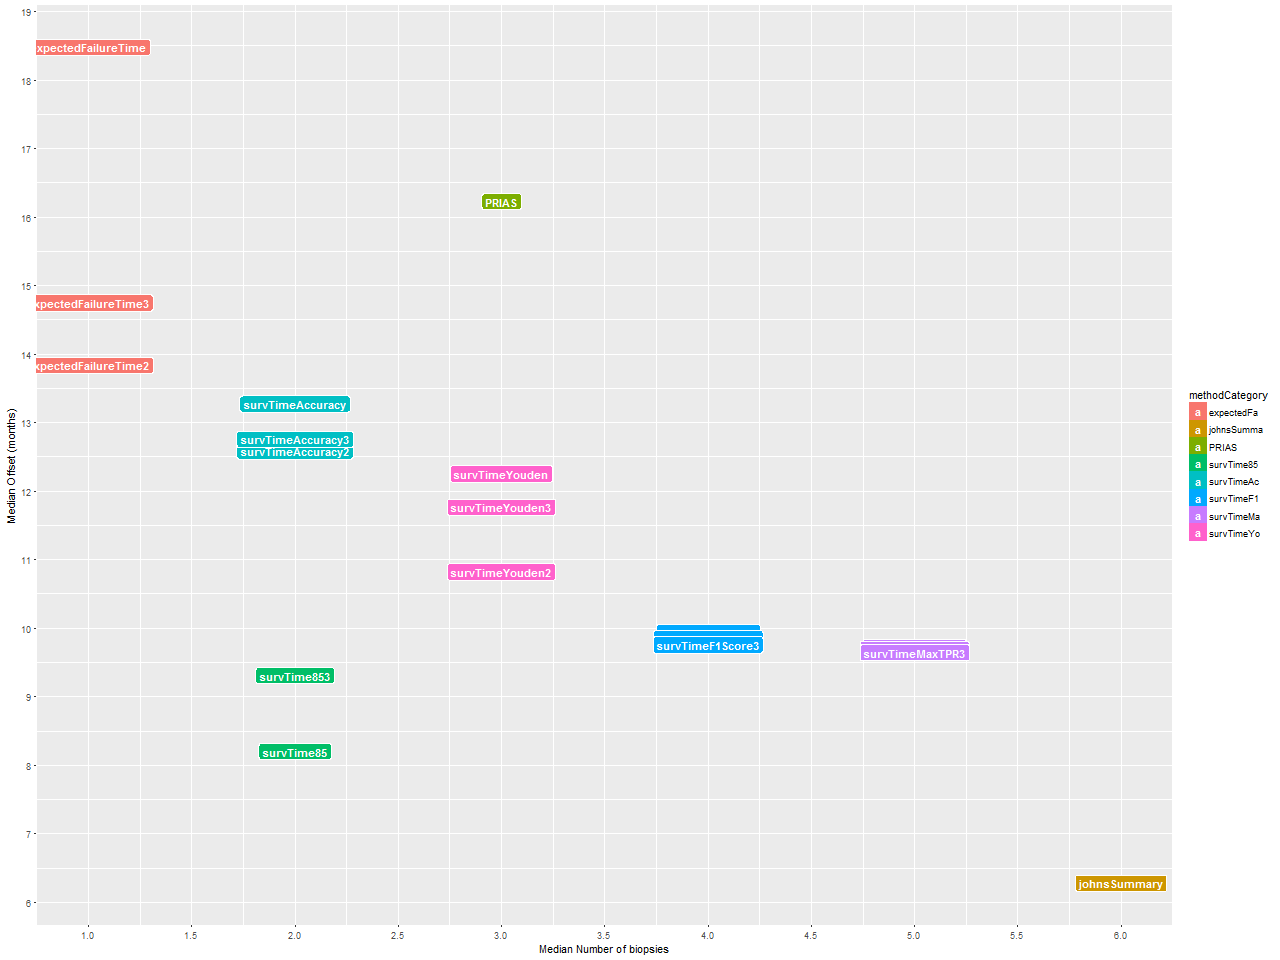 19
xpectedFailureTime
18
17
PRIAS
16
15
xpectedFailureTime3
14
xpectedFailureTime2
survTimeAccuracy
13
survTimeAccuracy3
survTimeAccuracy2
survTimeYouden
12
survTimeYouden3
survTimeYouden2
11
10
survTimeF1Score3
survTimeMaxTPR3
survTime853
9
survTime85
8
7
johnsSummary
6
Median Offset (months)
1.0 1.5 2.0 2.5 3.0 3.5 4.0 4.5 5.0 5.5 6.0
Median Number of biopsies
methodCategory
a expectedFa
a johnsSumma
a PRIAS
a survTime85
a survTimeAc
a survTimeF1
a survTimeMa
a survTimeYo